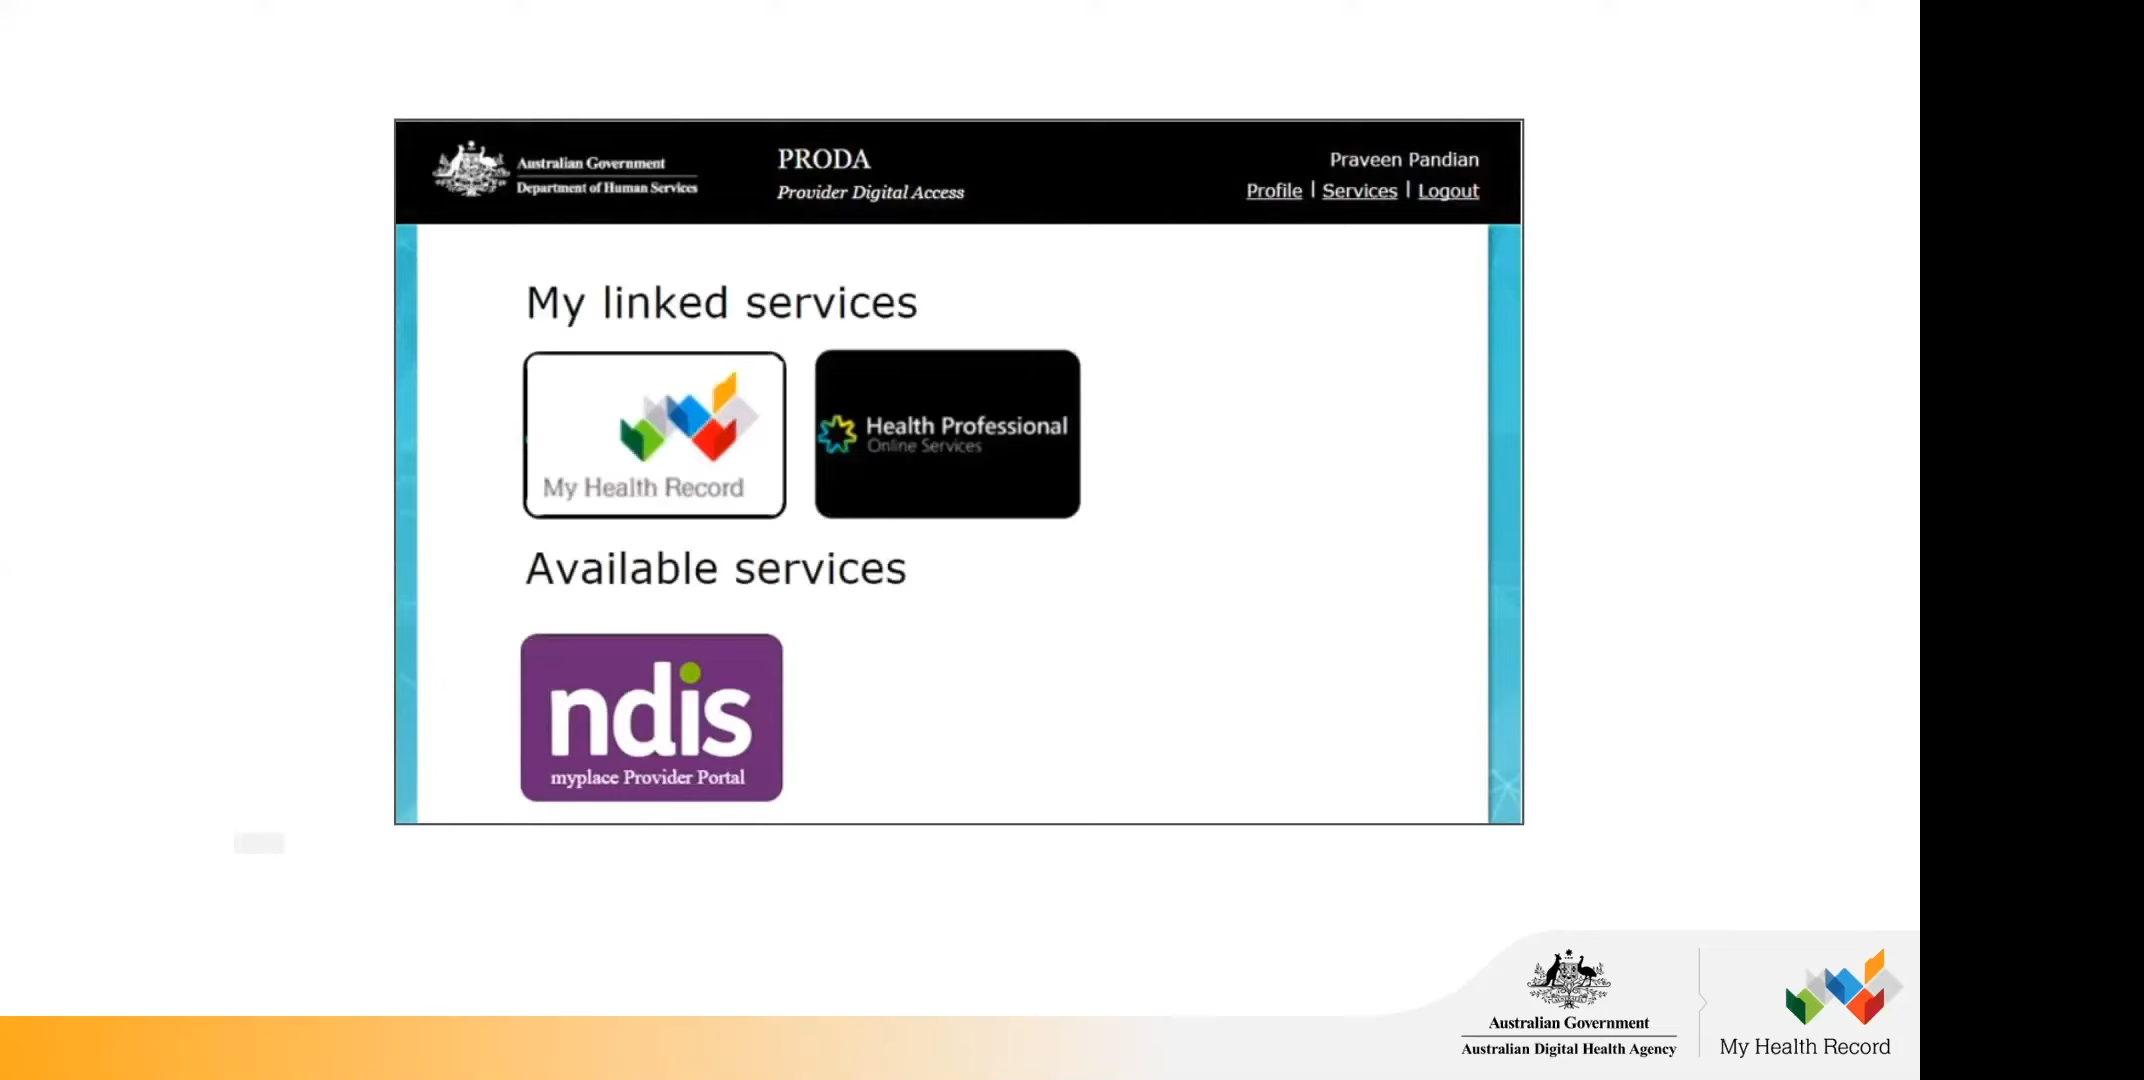 Australian Government
Department of Human Services
PRODA
Provider Digital Access
Praveen Pandian
Profile | Services | Logout
My linked services
My Health Record
Health Professional
Online Services
Available services
ndis
myplace Provider Portal
Australian Government
Australian Digital Health Agency
My Health Record